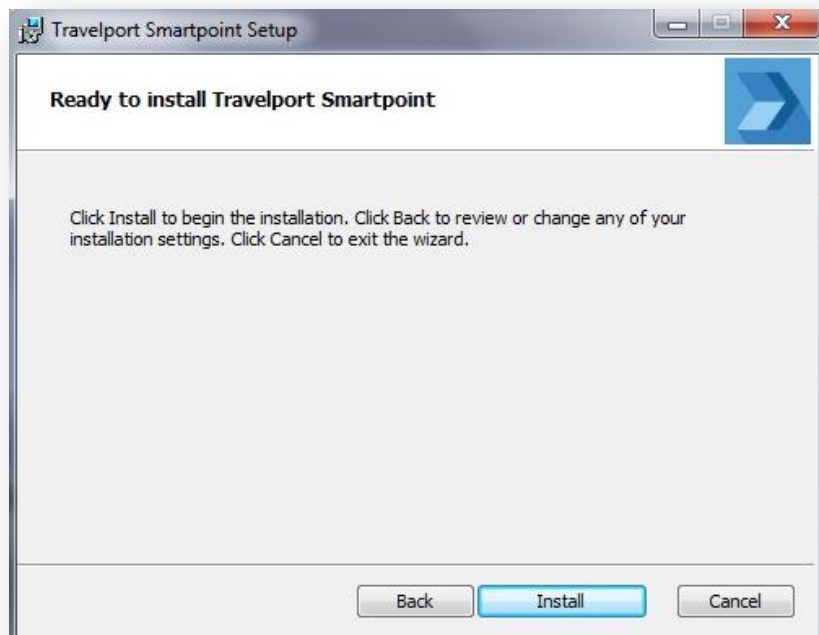 Travelport Smartpoint Setup
Ready to install Travelport Smartpoint
Click Install to begin the installation. Click Back to review or change any of your
installation settings. Click Cancel to exit the wizard.
Back Install Cancel